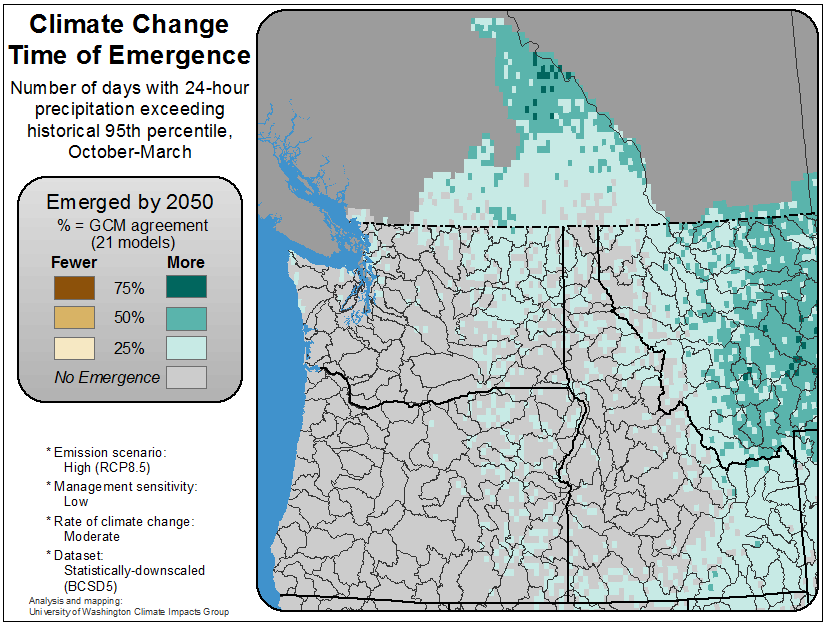 Climate Change
Time of Emergence
Number of days with 24-hour
precipitation exceeding
historical 95th percentile,
October-March
Emerged by 2050
% = GCM agreement
(21 models)
Fewer More
75%
50%
25%
No Emergence
* Emission scenario:
High (RCP8.5)
* Management sensitivity:
Low
* Rate of climate change:
Moderate
* Dataset:
Statistically-downscaled
(BCSD5)
Analysis and mapping:
University of Washington Climate Impacts Group